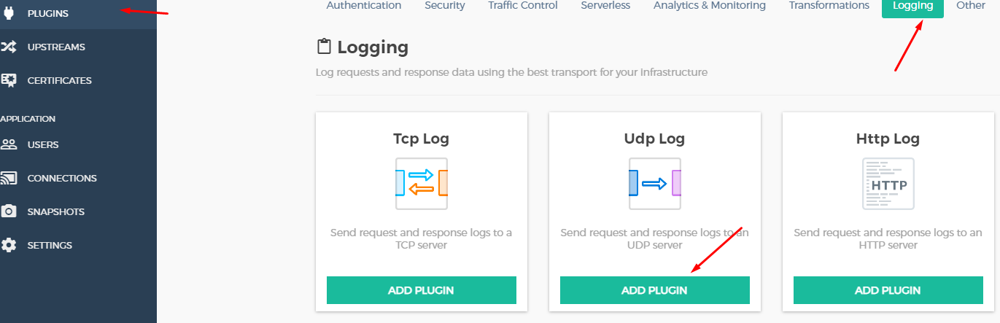 PLUGINS
UPSTREAMS
CERTIFICATES
APPLICATION
USERS
CONNECTIONS
SNAPSHOTS
SETTINGS
Authentication Security Traffic Control Serverless Analytics & Monitoring Transformations Logging Other
Logging
Log requests and response data using the best transport for your infrastructure
Tcp Log
Send request and response logs to a
TCP server
ADD PLUGIN
Udp Log
Send request and response logs to an
UDP server
ADD PLUGIN
Http Log
HTTP
Send request and response logs to an
HTTP server
ADD PLUGIN